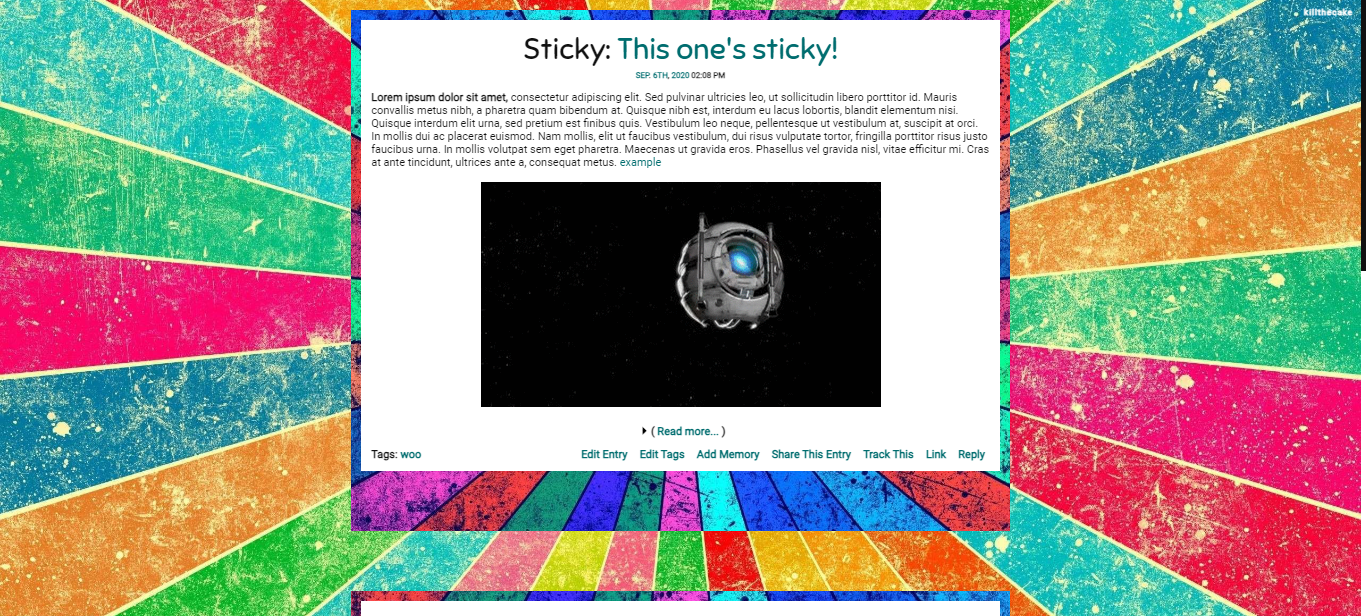 killthecake
Sticky: This one's sticky!
SEP. 6TH, 2020 02:08 PM
Lorem ipsum dolor sit amet, consectetur adipiscing elit. Sed pulvinar ultricies leo, ut sollicitudin libero porttitor id. Mauris
convallis metus nibh, a pharetra quam bibendum at. Quisque nibh est, interdum eu lacus lobortis, blandit elementum nisi.
Quisque interdum elit urna, sed pretium est finibus quis. Vestibulum leo neque, pellentesque ut vestibulum at, suscipit at orci.
In mollis dui ac placerat euismod. Nam mollis, elit ut faucibus vestibulum, dui risus vulputate tortor, fringilla porttitor risus justo
faucibus urna. In mollis volutpat sem eget pharetra. Maecenas ut gravida eros. Phasellus vel gravida nisl, vitae efficitur mi. Cras
at ante tincidunt, ultrices ante a, consequat metus. example
( Read more... )
Tags: woo Edit Entry Edit Tags Add Memory Share This Entry Track This Link Reply